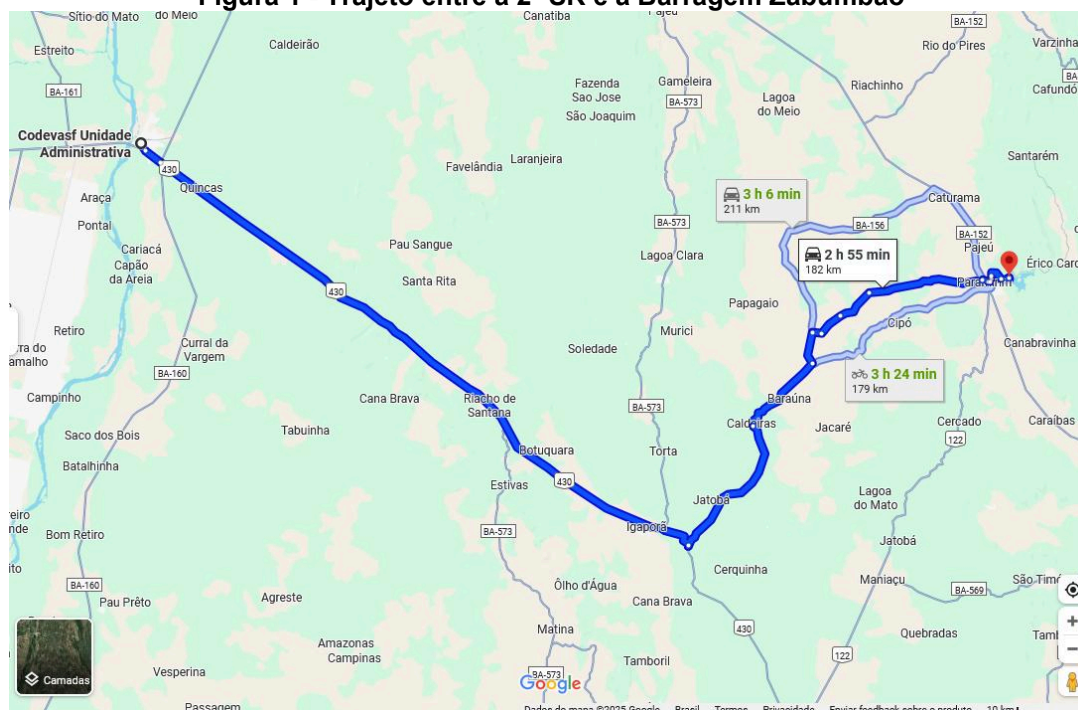 Figura 1 - Trajeto entre a 2ª SR e a Barragem Zabumbão
Sítio do Mato
do Meio
Canatiba
Pajeú
BA-152
Estreito
Caldeirão
Rio do Pires
Varzinha
BA-161
Fazenda
Sao Jose
São Joaquim
Gameleira
BA-573
Lagoa
do Meio
Riachinho
BA
Cafundó
Codevasf Unidade
Administrativa
430
Quincas
Favelândia
Laranjeira
Santarém
Araça
Pontal
3 h 6 min
211 km
Caturama
BA-156
BA-573
BA-152
Cariacá
Capão
da Areia
Pau Sangue
Lagoa Clara
2 h 55 min
182 km
Pajeú
Érico Card
Santa Rita
430
Papagaio
Paramirim
Retiro
Curral da
Vargem
Murici
Cipó
Canabravinha
ra do
amalho
Soledade
BA-160
3 h 24 min
179 km
Campinho
Cana Brava
Riacho de
Santana
BA-573
Baraúna
Caldeiras
Jacaré
Cercado
Caraíbas
122
Saco dos Bois
Tabuinha
Botuquara
Torta
Batalhinha
Estivas
430
Lagoa
do Mato
Jatobá
Igaporã
Bom Retiro
BA-573
Jatobá
BA-160
Ôlho d'Água
Cerquinha
Maniaçu
São Timó
BA-569
Pau Prêto
Agreste
Cana Brava
Matina
430
Quebradas
Amazonas
Campinas
122
Vesperina
Tamboril
BA-573
Camadas
Google
Passagem
Dados do mapa ©2025 Google Brasil Termos Privacidade Enviar feedback sobre o produto 10 km